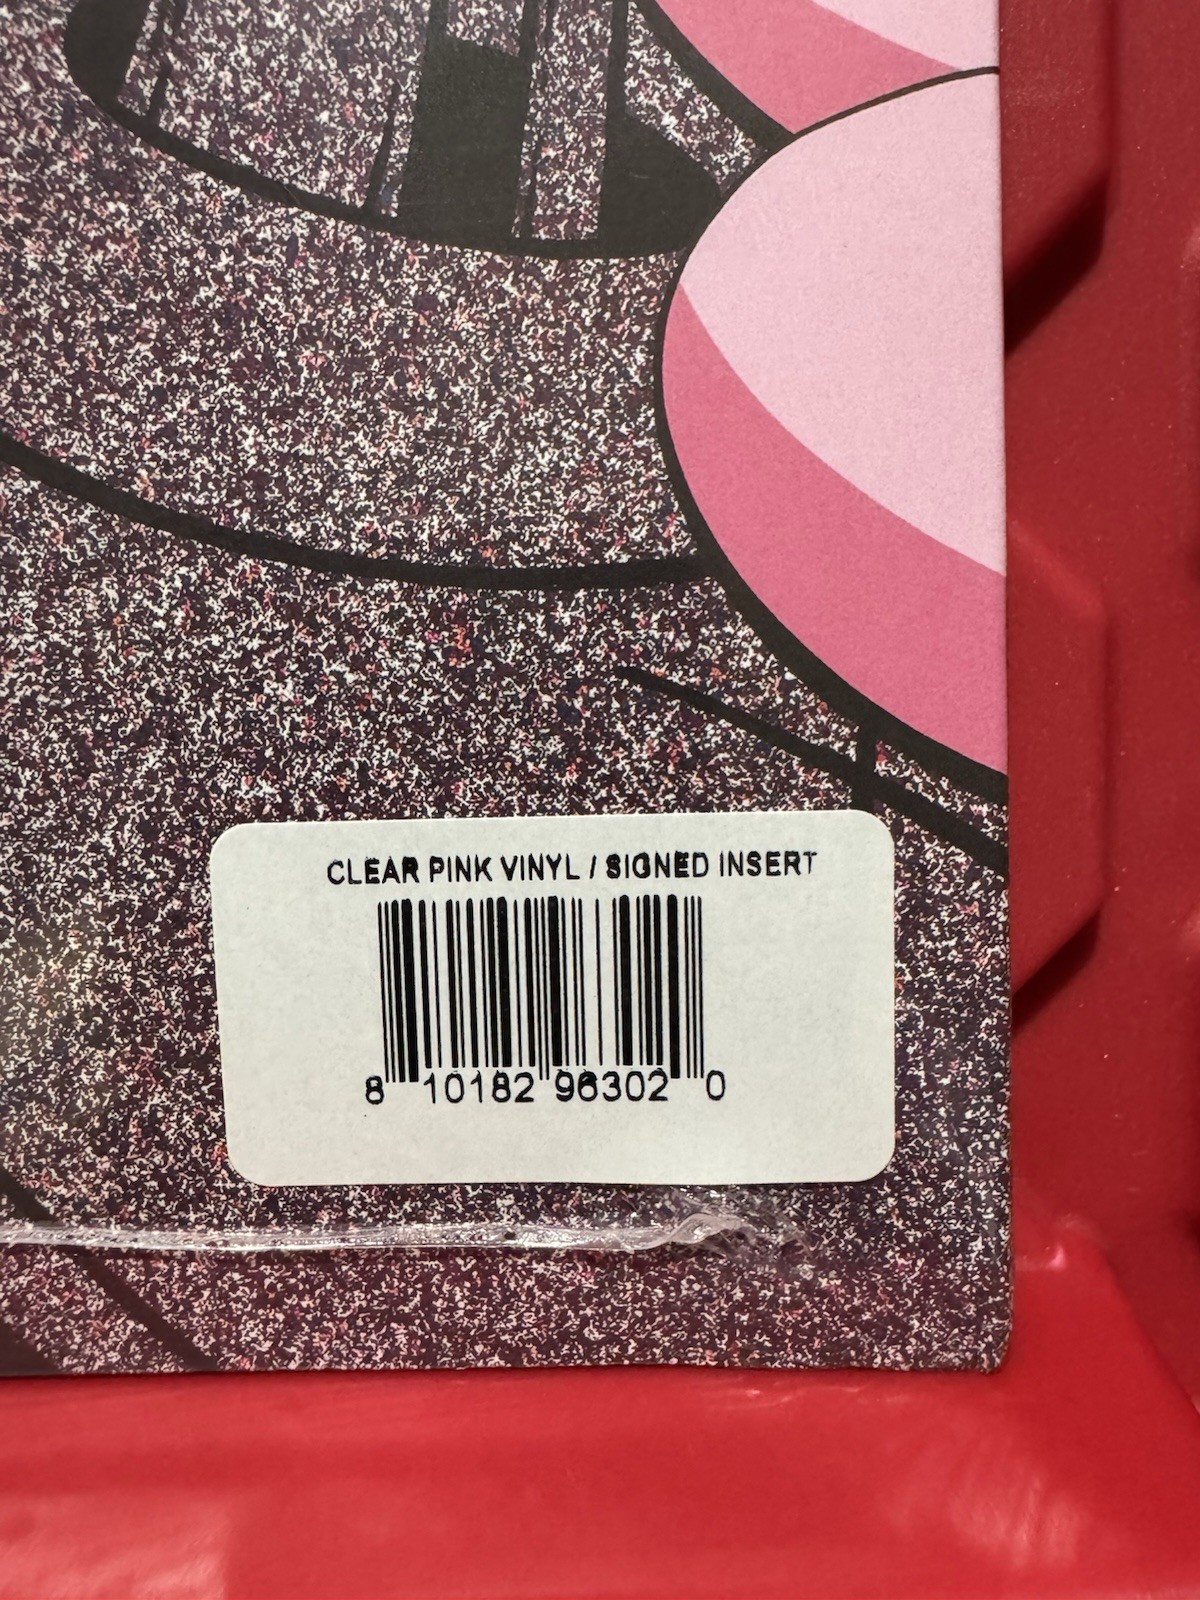 CLEAR PINK VINYL / SIGNED INSERT
8 10182 96302 0